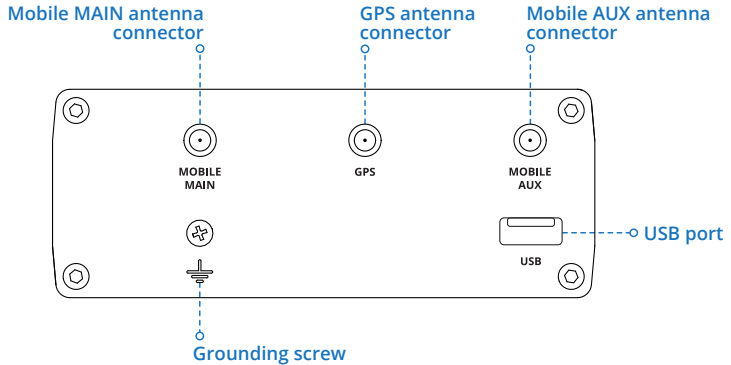 Mobile MAIN antenna
connector
GPS antenna
connector
Mobile AUX antenna
connector
MOBILE
MAIN
GPS
MOBILE
AUX
USB port
USB
Grounding screw